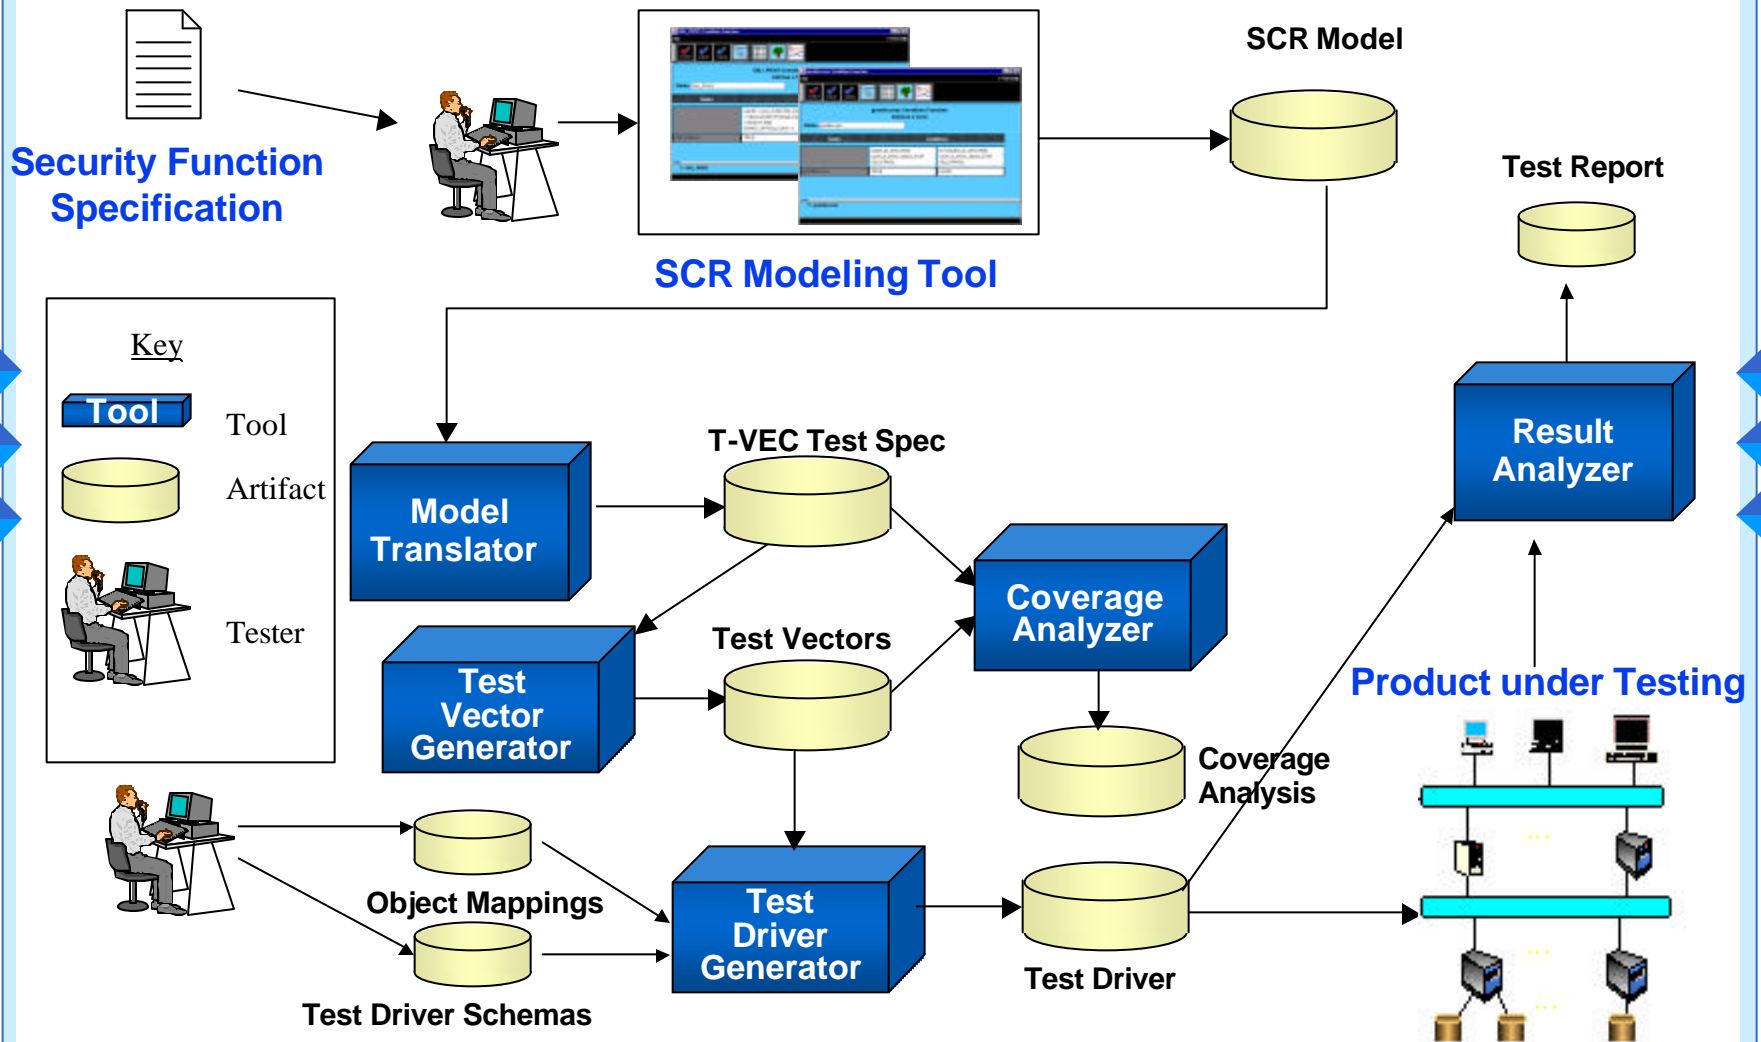 SCR Model
Security Function
Specification
Test Report
SCR Modeling Tool
Key
Tool
Tool
Artifact
Tester
T-VEC Test Spec
Model
Translator
Result
Analyzer
Coverage
Analyzer
Test Vectors
Test
Vector
Generator
Product under Testing
Coverage
Analysis
Object Mappings
Test
Driver
Generator
Test Driver
Test Driver Schemas